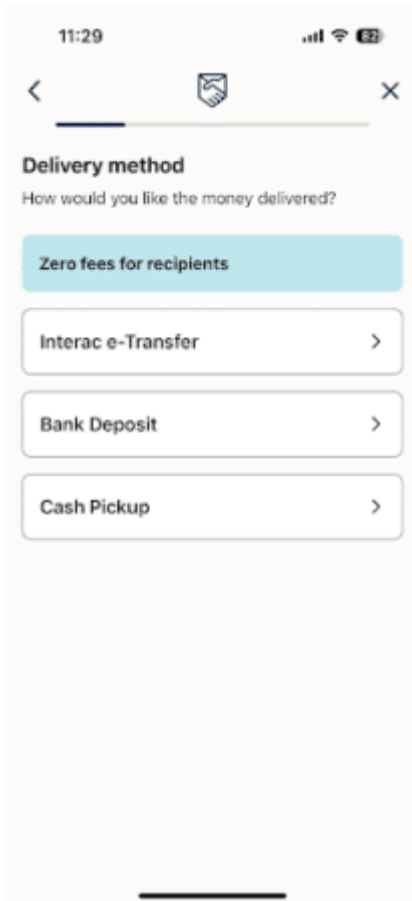 11:29
82
Delivery method
How would you like the money delivered?
Zero fees for recipients
Interac e-Transfer
Bank Deposit
Cash Pickup